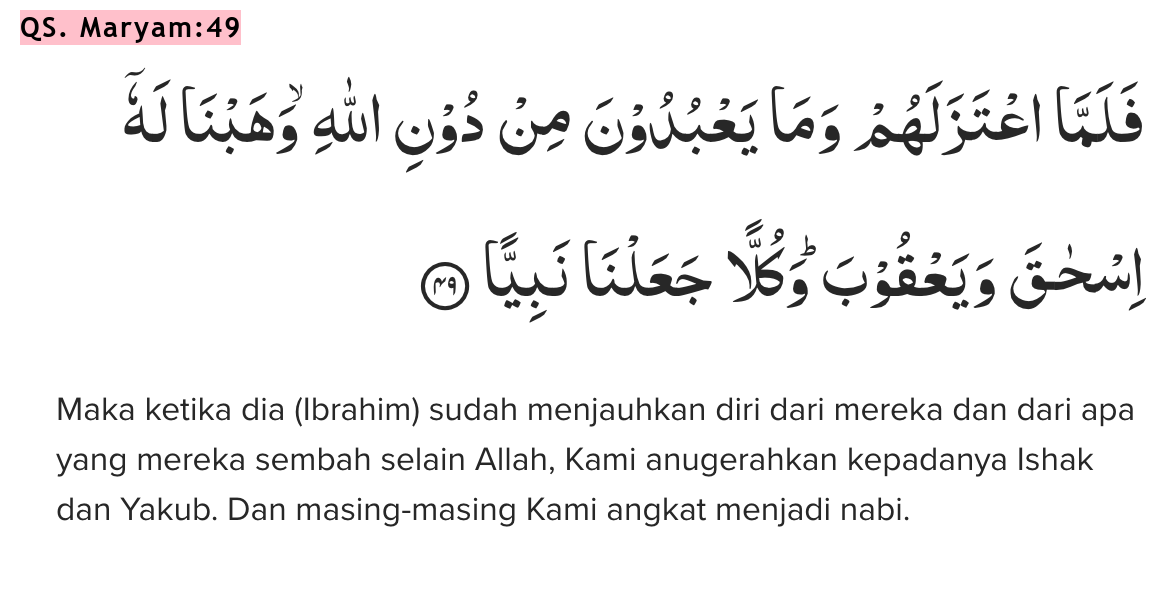 QS. Maryam:49
فَلَمَّا اعْتَزَلَهُمْ وَمَا يَعْبُدُوْنَ مِنْ دُوْنِ اللّٰهِ ۙوَهَبْنَا لَهٗٓ
اِسْحٰقَ وَيَعْقُوْبَۗ وَكُلًّا جَعَلْنَا نَبِيًّا ۝٤٩
Maka ketika dia (Ibrahim) sudah menjauhkan diri dari mereka dan dari apa
yang mereka sembah selain Allah, Kami anugerahkan kepadanya Ishak
dan Yakub. Dan masing-masing Kami angkat menjadi nabi.